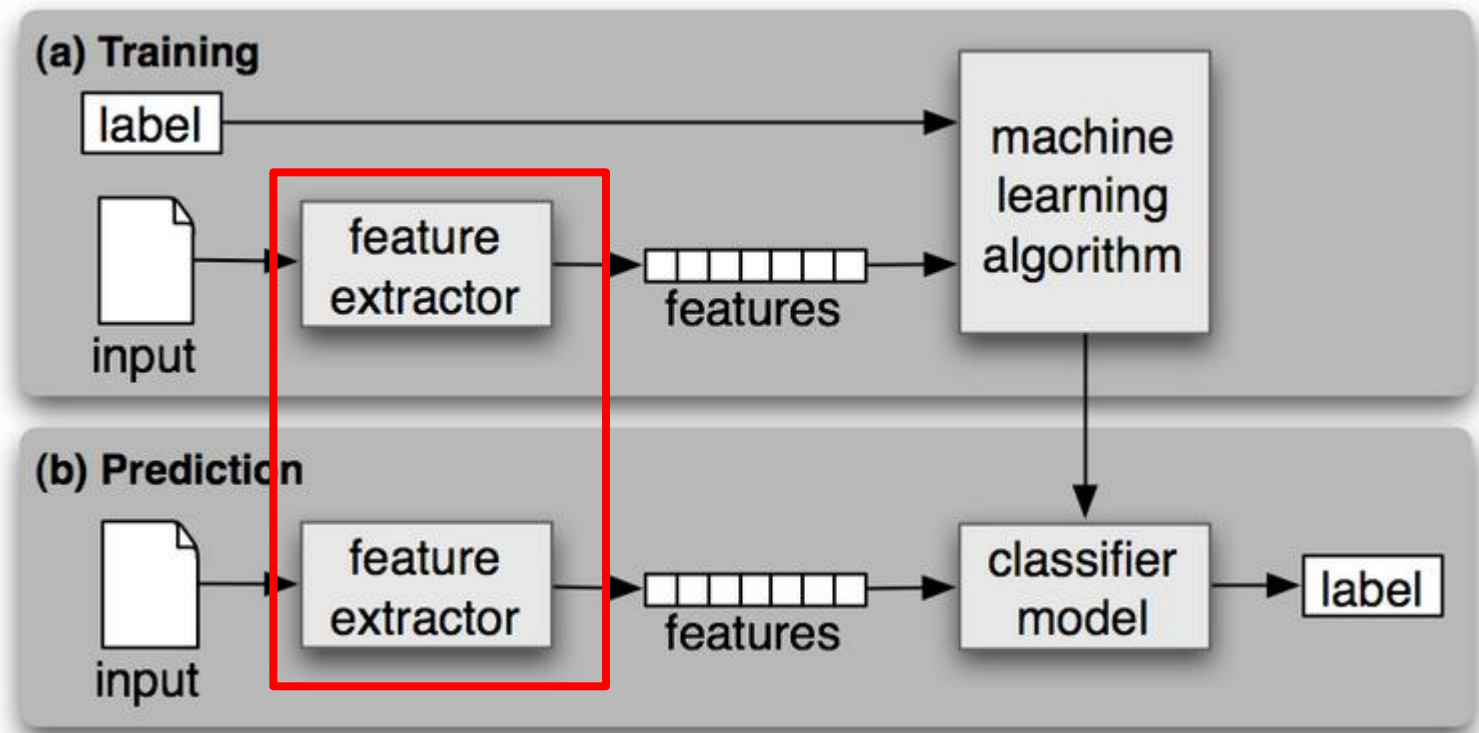 (a) Training
label
machine
learning
algorithm
feature
extractor
features
input
(b) Prediction
feature
extractor
features
classifier
model
label
input